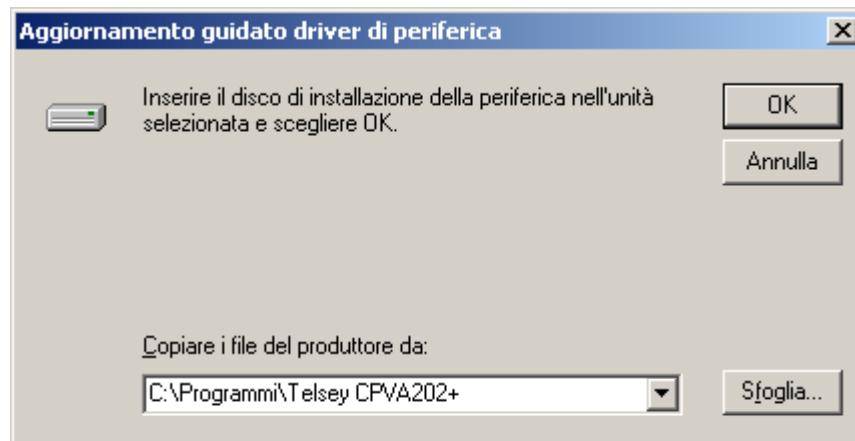 Aggiornamento guidato driver di periferica
Inserire il disco di installazione della periferica nell'unità
selezionata e scegliere OK.
OK
Annulla
Copiare i file del produttore da:
C:\Programmi\Telsey CPVA202+
Sfoglia...